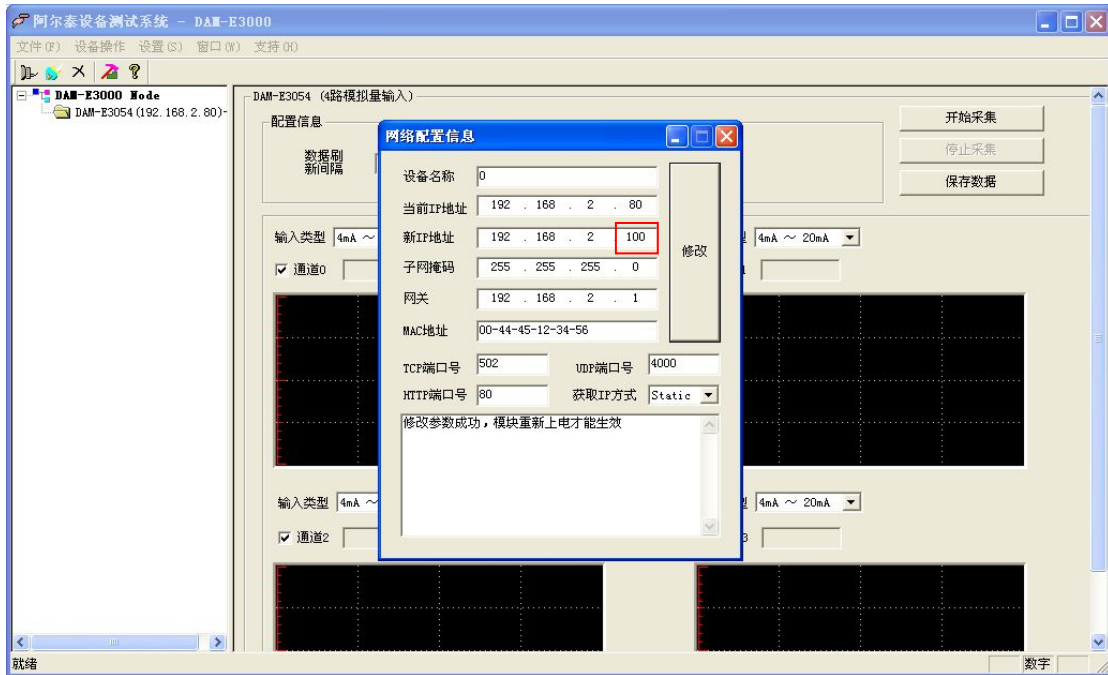 阿尔泰设备测试系统 - DAM-E3000
文件(F) 设备操作 设置(S) 窗口(W) 支持(H)
DAM-E3000 Node
DAM-E3054(192.168.2.80)-
DAM-E3054 (4路模拟量输入)
配置信息
数据刷
新间隔
开始采集
停止采集
保存数据
网络配置信息
设备名称 0
当前IP地址 192 . 168 . 2 . 80
新IP地址 192 . 168 . 2 . 100
子网掩码 255 . 255 . 255 . 0
网关 192 . 168 . 2 . 1
MAC地址 00-44-45-12-34-56
修改
TCP端口号 502 UDP端口号 4000
HTTP端口号 80 获取IP方式 Static
修改参数成功，模块重新上电才能生效
输入类型 4mA ～ 4mA ～ 20mA
通道0
输入类型 4mA ～ 4mA ～ 20mA
通道2 3
就绪 数字